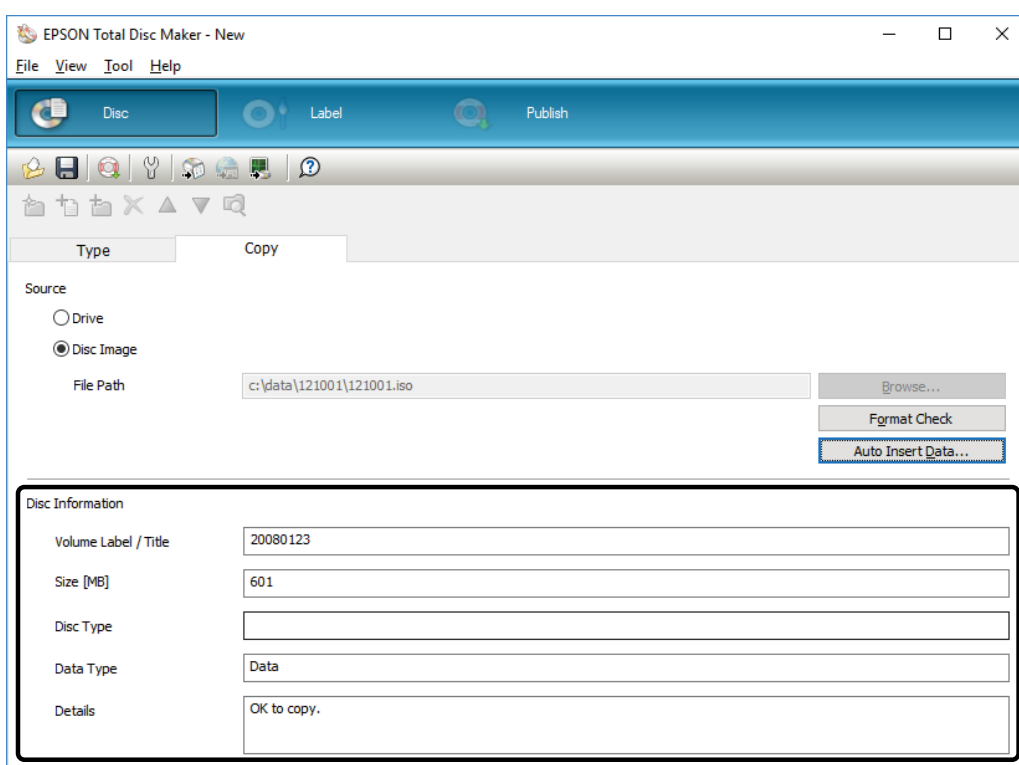 EPSON Total Disc Maker - New
File View Tool Help
Disc Label Publish
Type Copy
Source
Drive
Disc Image
File Path c:\data\121001\121001.iso Browse...
Format Check
Auto Insert Data...
Disc Information
Volume Label / Title 20080123
Size [MB] 601
Disc Type
Data Type Data
Details OK to copy.